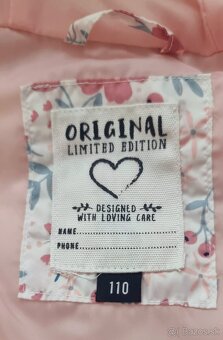 ORIGINAL
LIMITED EDITION
DESIGNED
WITH LOVING CARE
NAME
PHONE
110